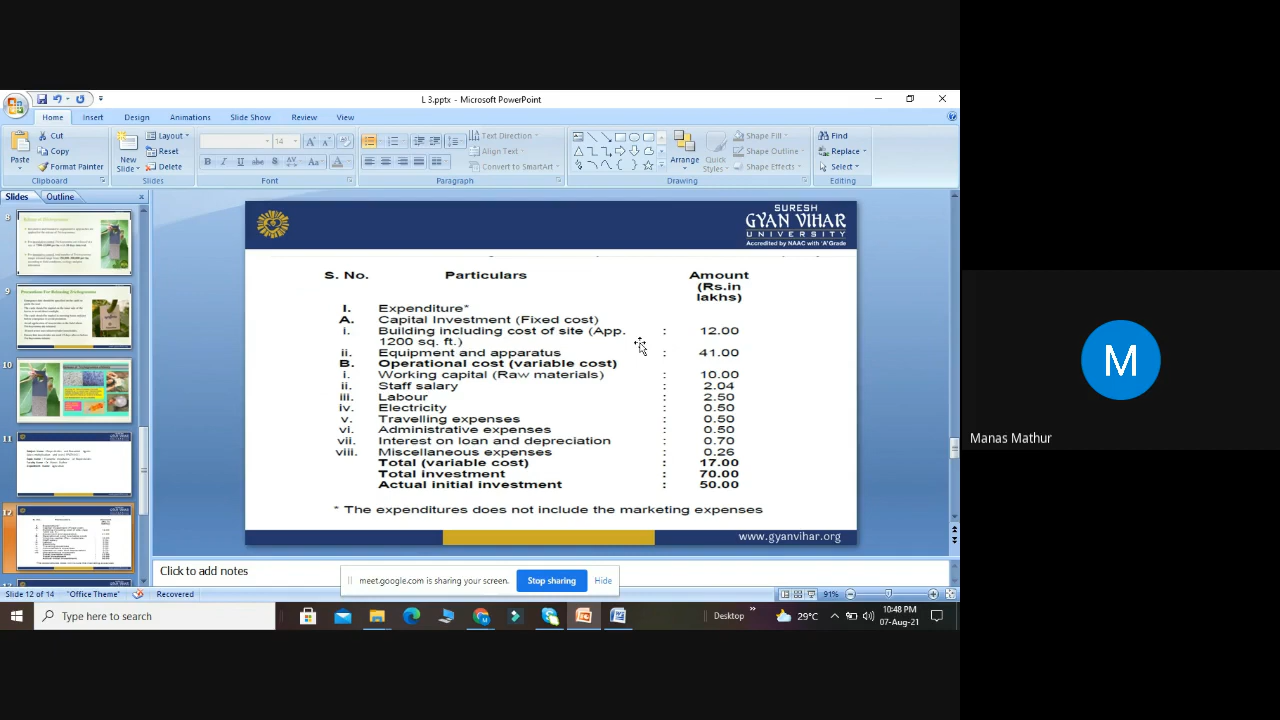 L 3.pptx - Microsoft PowerPoint
Home Insert Design Animations Slide Show Review View
Paste
Cut
Copy
Format Painter
Clipboard
New Slide
Layout
Reset
Delete
Slides
14
B I U abc S AV Aa A
Font
Text Direction
Align Text
Convert to SmartArt
Paragraph
Arrange
Quick Styles
Shape Fill
Shape Outline
Shape Effects
Drawing
Find
Replace
Select
Editing
Slides Outline
8
9
10
11
12
SURESH
GYAN VIHAR
UNIVERSITY
Accredited by NAAC with 'A'Grade
S. No. Particulars Amount
(Rs.in
lakhs)
I. Expenditure*
A. Capital Investment (Fixed cost)
i. Building including cost of site (App. : 12.00
1200 sq. ft.)
ii. Equipment and apparatus : 41.00
B. Operational cost (variable cost)
i. Working capital (Raw materials) : 10.00
ii. Staff salary : 2.04
iii. Labour : 2.50
iv. Electricity : 0.50
v. Travelling expenses : 0.50
vi. Administrative expenses : 0.50
vii. Interest on loan and depreciation : 0.70
viii. Miscellaneous expenses : 0.26
Total (variable cost) : 17.00
Total investment : 70.00
Actual initial investment : 50.00
* The expenditures does not include the marketing expenses
www.gyanvihar.org
Click to add notes
meet.google.com is sharing your screen. Stop sharing Hide
Slide 12 of 14 "Office Theme" Recovered 91%
Type here to search
Desktop
29°C
10:48 PM
07-Aug-21
M
Manas Mathur